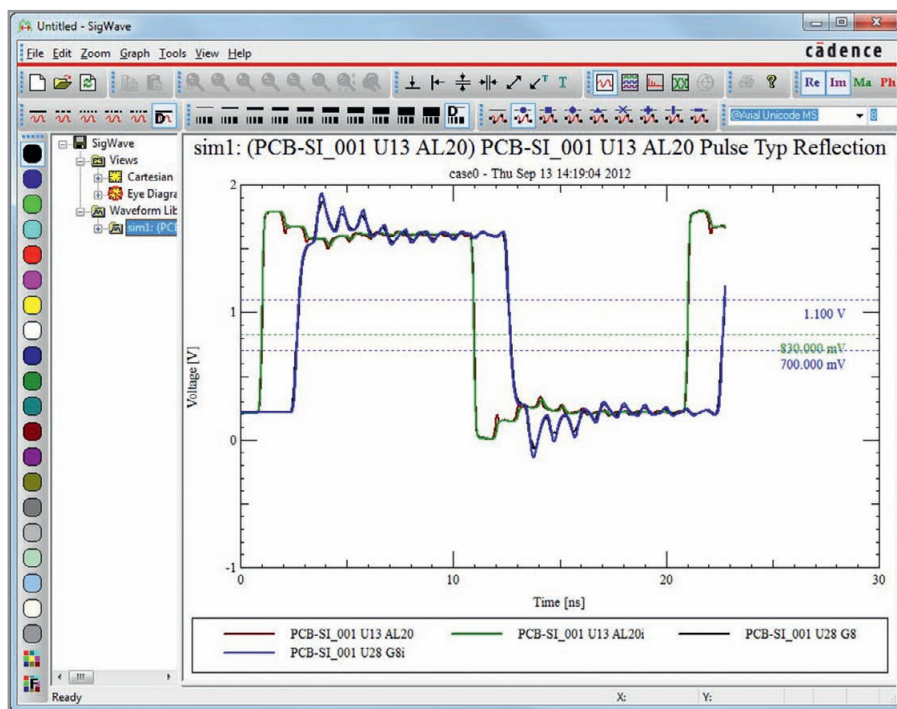 Untitled - SigWave
File Edit Zoom Graph Tools View Help
cādence
T T
Re Im Ma Ph
D
D
@Arial Unicode MS
8
SigWave
Views
Cartesian
Eye Diagra
Waveform Lib
sim1: (PCB
sim1: (PCB-SI_001 U13 AL20) PCB-SI_001 U13 AL20 Pulse Typ Reflection
case0 - Thu Sep 13 14:19:04 2012
2
1
0
-1
Voltage [V]
1.100 V
830.000 mV
700.000 mV
0 10 20 30
Time [ns]
PCB-SI_001 U13 AL20
PCB-SI_001 U13 AL20i
PCB-SI_001 U28 G8
PCB-SI_001 U28 G8i
F
Ready
X:
Y: